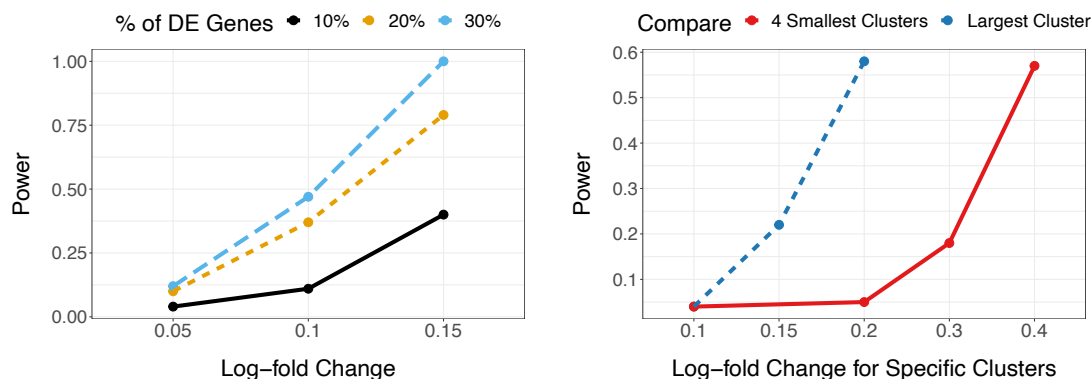 % of DE Genes 10% 20% 30%
1.00
0.75
0.50
0.25
0.00
Power
0.05 0.1 0.15
Log−fold Change
Compare 4 Smallest Clusters Largest Cluster
0.6
0.5
0.4
0.3
0.2
0.1
Power
0.1 0.15 0.2 0.3 0.4
Log−fold Change for Specific Clusters